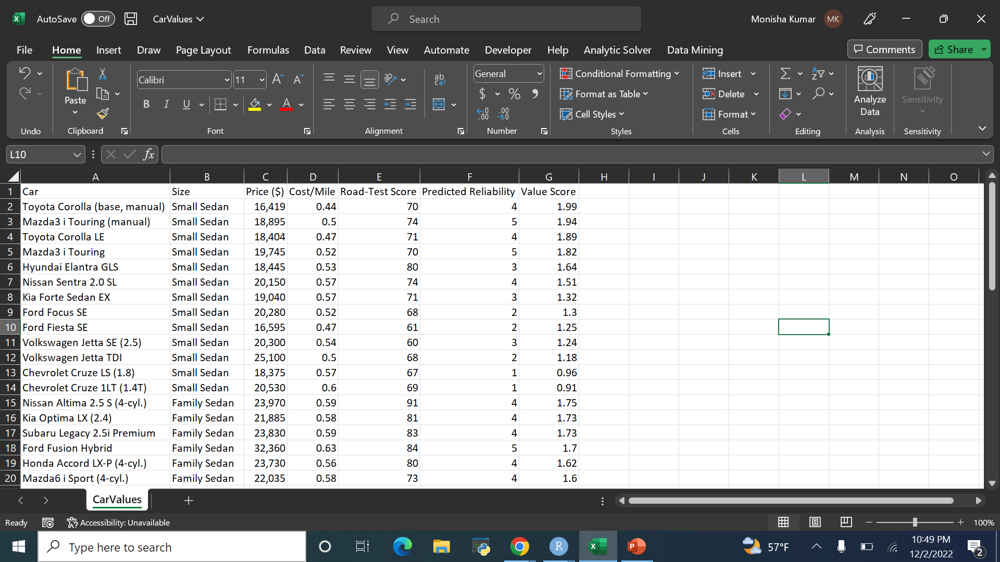 AutoSave Off CarValues Search Monisha Kumar MK
File Home Insert Draw Page Layout Formulas Data Review View Automate Developer Help Analytic Solver Data Mining Comments Share
Calibri 11 General Conditional Formatting Insert
Paste Format as Table Delete Analyze Data Sensitivity
B I U A Cell Styles Format
Undo Clipboard Font Alignment Number Styles Cells Editing Analysis Sensitivity
L10 fx
A B C D E F G H I J K L M N O
1 Car Size Price ($) Cost/Mile Road-Test Score Predicted Reliability Value Score
2 Toyota Corolla (base, manual) Small Sedan 16,419 0.44 70 4 1.99
3 Mazda3 i Touring (manual) Small Sedan 18,895 0.5 74 5 1.94
4 Toyota Corolla LE Small Sedan 18,404 0.47 71 4 1.89
5 Mazda3 i Touring Small Sedan 19,745 0.52 70 5 1.82
6 Hyundai Elantra GLS Small Sedan 18,445 0.53 80 3 1.64
7 Nissan Sentra 2.0 SL Small Sedan 20,150 0.57 74 4 1.51
8 Kia Forte Sedan EX Small Sedan 19,040 0.57 71 3 1.32
9 Ford Focus SE Small Sedan 20,280 0.52 68 2 1.3
10 Ford Fiesta SE Small Sedan 16,595 0.47 61 2 1.25
11 Volkswagen Jetta SE (2.5) Small Sedan 20,300 0.54 60 3 1.24
12 Volkswagen Jetta TDI Small Sedan 25,100 0.5 68 2 1.18
13 Chevrolet Cruze LS (1.8) Small Sedan 18,375 0.57 67 1 0.96
14 Chevrolet Cruze 1LT (1.4T) Small Sedan 20,530 0.6 69 1 0.91
15 Nissan Altima 2.5 S (4-cyl.) Family Sedan 23,970 0.59 91 4 1.75
16 Kia Optima LX (2.4) Family Sedan 21,885 0.58 81 4 1.73
17 Subaru Legacy 2.5i Premium Family Sedan 23,830 0.59 83 4 1.73
18 Ford Fusion Hybrid Family Sedan 32,360 0.63 84 5 1.7
19 Honda Accord LX-P (4-cyl.) Family Sedan 23,730 0.56 80 4 1.62
20 Mazda6 i Sport (4-cyl.) Family Sedan 22,035 0.58 73 4 1.6
CarValues
Ready Accessibility: Unavailable 100%
Type here to search 57°F 10:49 PM
12/2/2022 2